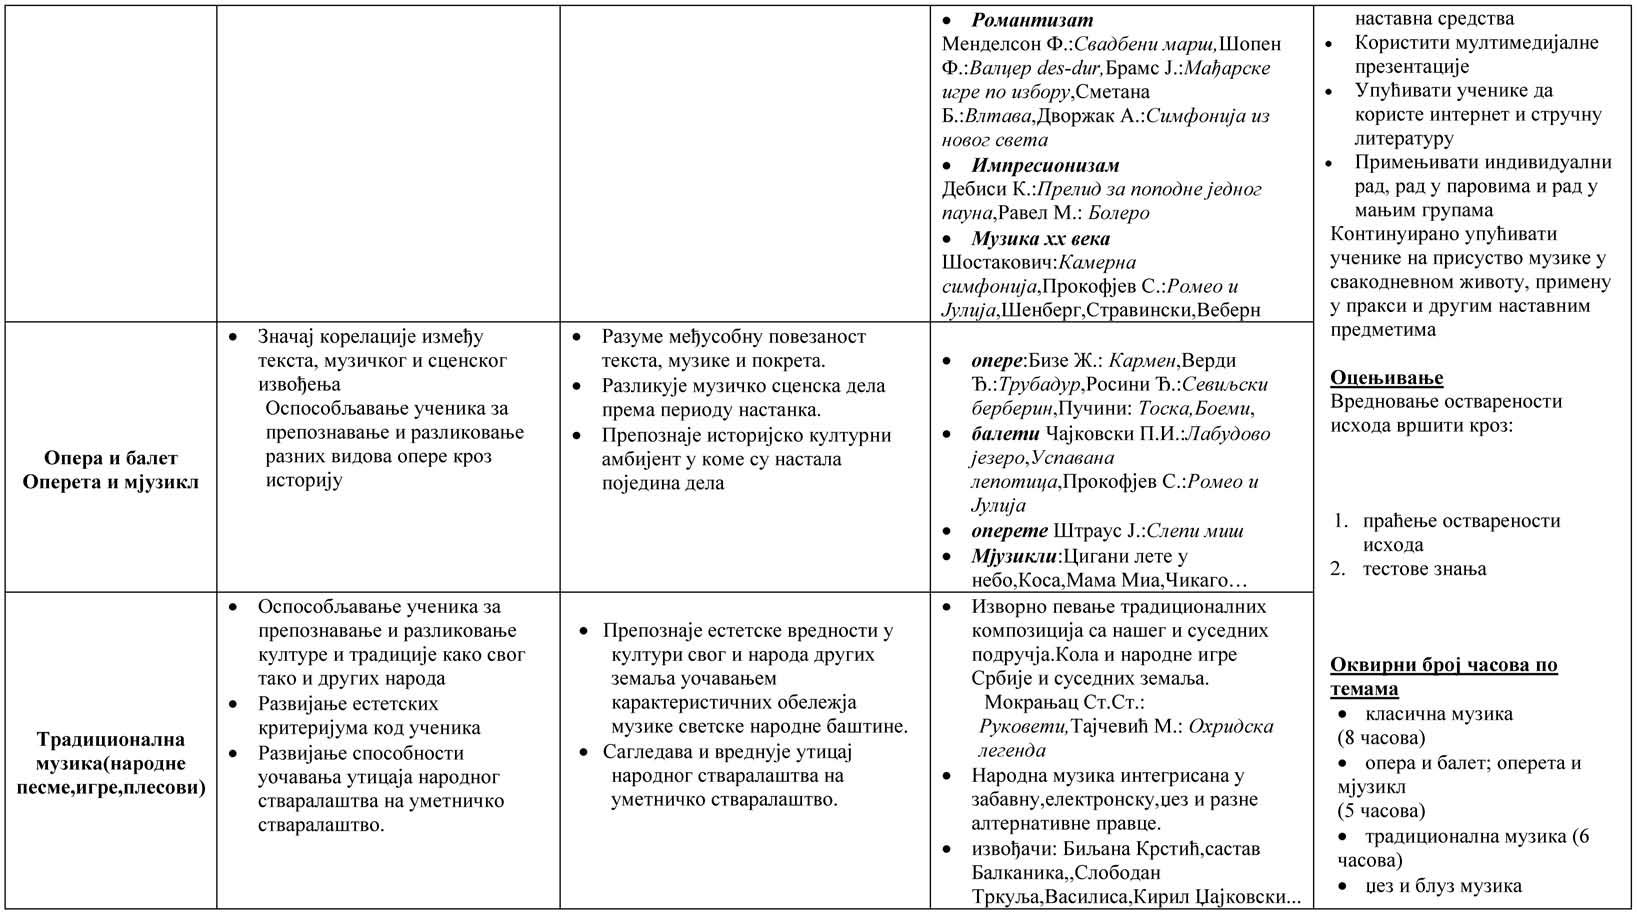 Романтизат
Менделсон Ф.:Свадбени марш,Шопен
Ф.:Валцер des-dur,Брамс Ј.:Мађарске
игре по избору,Сметана
Б.:Влтава,Дворжак А.:Симфонија из
новог света
Импресионизам
Дебиси К.:Прелид за поподне једног
пауна,Равел М.: Болеро
Музика хх века
Шостакович:Камерна
симфонија,Прокофјев С.:Ромео и
Јулија,Шенберг,Стравински,Веберн
наставна средства
• Користити мултимедијалне
презентације
• Упућивати ученике да
користе интернет и стручну
литературу
• Примењивати индивидуални
рад, рад у паровима и рад у
мањим групама
Континуирано упућивати
ученике на присуство музике у
свакодневном животу, примену
у пракси и другим наставним
предметима
Оцењивање
Вредновање остварености
исхода вршити кроз:
1. праћење остварености
исхода
2. тестове знања
Оквирни број часова по
темама
• класична музика
(8 часова)
• опера и балет; оперета и
мјузикл
(5 часова)
• традиционална музика (6
часова)
• џез и блуз музика
Опера и балет
Оперета и мјузикл
• Значај корелације између
текста, музичког и сценског
извођења
Оспособљавање ученика за
препознавање и разликовање
разних видова опере кроз
историју
• Разуме међусобну повезаност
текста, музике и покрета.
• Разликује музичко сценска дела
према периоду настанка.
• Препознаје историјско културни
амбијент у коме су настала
поједина дела
• опере:Бизе Ж.: Кармен,Верди
Ђ.:Трубадур,Росини Ђ.:Севиљски
берберин,Пучини: Тоска,Боеми,
• балети Чајковски П.И.:Лабудово
језеро,Успавана
лепотица,Прокофјев С.:Ромео и
Јулија
• оперете Штраус Ј.:Слепи миш
• Мјузикли:Цигани лете у
небо,Коса,Мама Миа,Чикаго…
Традиционална
музика(народне
песме,игре,плесови)
• Оспособљавање ученика за
препознавање и разликовање
културе и традиције како свог
тако и других народа
• Развијање естетских
критеријума код ученика
• Развијање способности
уочавања утицаја народног
стваралаштва на уметничко
стваралаштво.
• Препознаје естетске вредности у
култури свог и народа других
земаља уочавањем
карактеристичних обележја
музике светске народне баштине.
• Сагледава и вреднује утицај
народног стваралаштва на
уметничко стваралаштво.
• Изворно певање традиционалних
композиција са нашег и суседних
подручја.Кола и народне игре
Србије и суседних земаља.
Мокрањац Ст.Ст.:
Руковети,Тајчевић М.: Охридска
легенда
• Народна музика интегрисана у
забавну,електронску,џез и разне
алтернативне правце.
• извођачи: Биљана Крстић,састав
Балканика,,Слободан
Тркуља,Василиса,Кирил Џајковски...